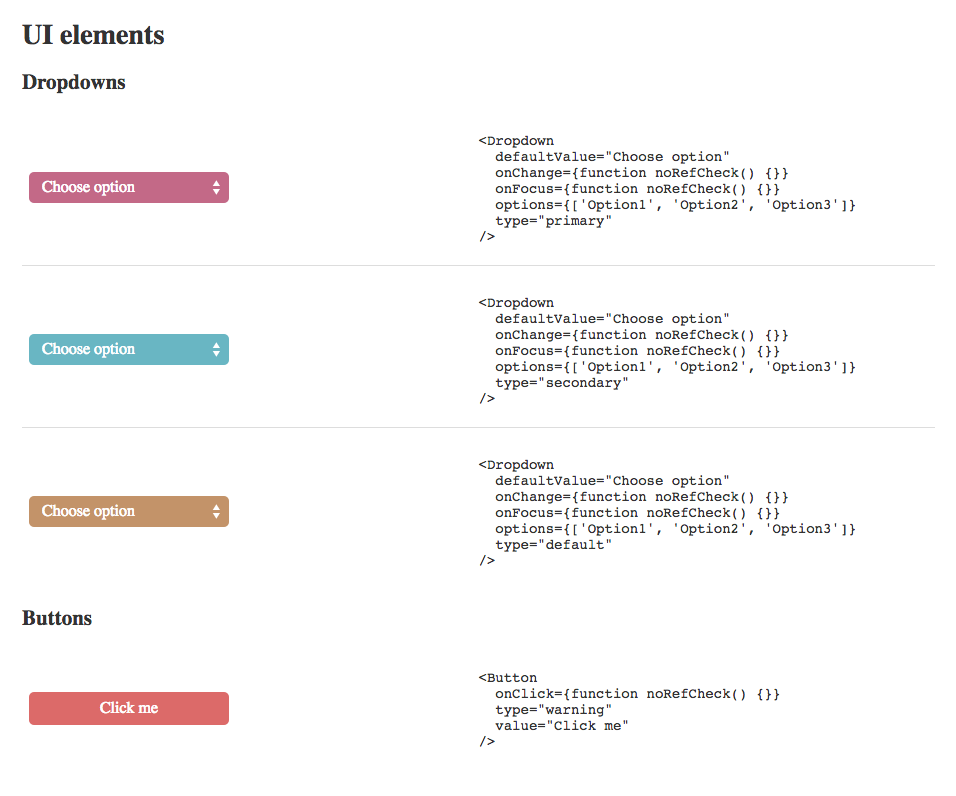 UI elements
Dropdowns
Choose option
<Dropdown
  defaultValue="Choose option"
  onChange={function noRefCheck() {}}
  onFocus={function noRefCheck() {}}
  options={['Option1', 'Option2', 'Option3']}
  type="primary"
/>
Choose option
<Dropdown
  defaultValue="Choose option"
  onChange={function noRefCheck() {}}
  onFocus={function noRefCheck() {}}
  options={['Option1', 'Option2', 'Option3']}
  type="secondary"
/>
Choose option
<Dropdown
  defaultValue="Choose option"
  onChange={function noRefCheck() {}}
  onFocus={function noRefCheck() {}}
  options={['Option1', 'Option2', 'Option3']}
  type="default"
/>
Buttons
Click me
<Button
  onClick={function noRefCheck() {}}
  type="warning"
  value="Click me"
/>